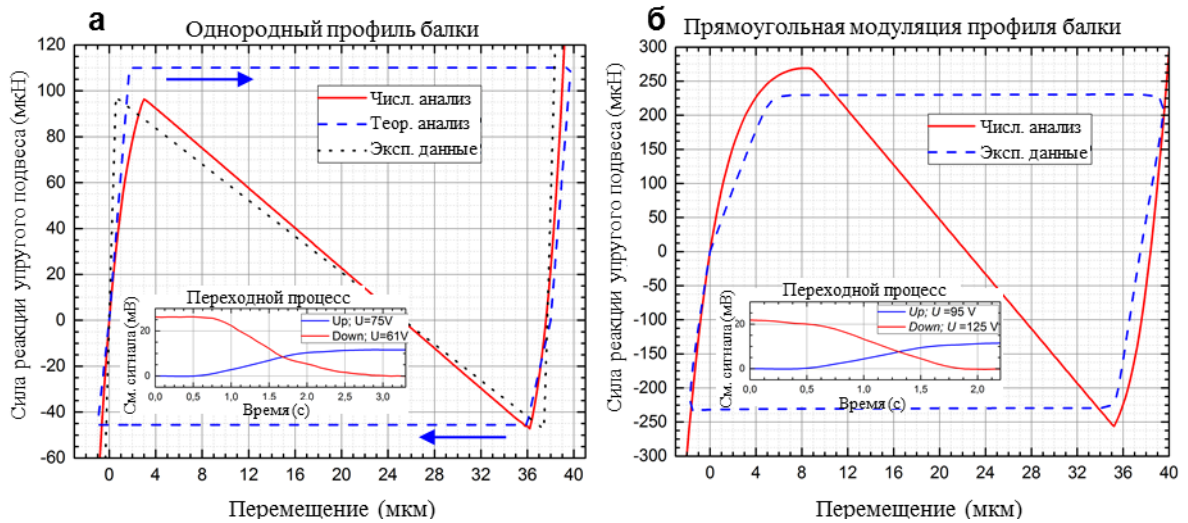 а
Однородный профиль балки
Сила реакции упругого подвеса (мкН)
120
100
80
60
40
20
0
-20
-40
-60
Числ. анализ
Теор. анализ
Эксп. данные
Переходной процесс
См. сигнала (мВ)
20
0
Up; U=75V
Down; U=61V
0,0 0,5 1,0 1,5 2,0 2,5 3,0
Время (с)
0 4 8 12 16 20 24 28 32 36 40
Перемещение (мкм)
б
Прямоугольная модуляция профиля балки
Сила реакции упругого подвеса (мкН)
300
250
200
150
100
50
0
-50
-100
-150
-200
-250
-300
Числ. анализ
Эксп. данные
Переходной процесс
См. сигнала (мВ)
20
0
Up; U =95 V
Down; U =125 V
0,0 0,5 1,0 1,5 2,0
Время (с)
0 4 8 12 16 20 24 28 32 36 40
Перемещение (мкм)